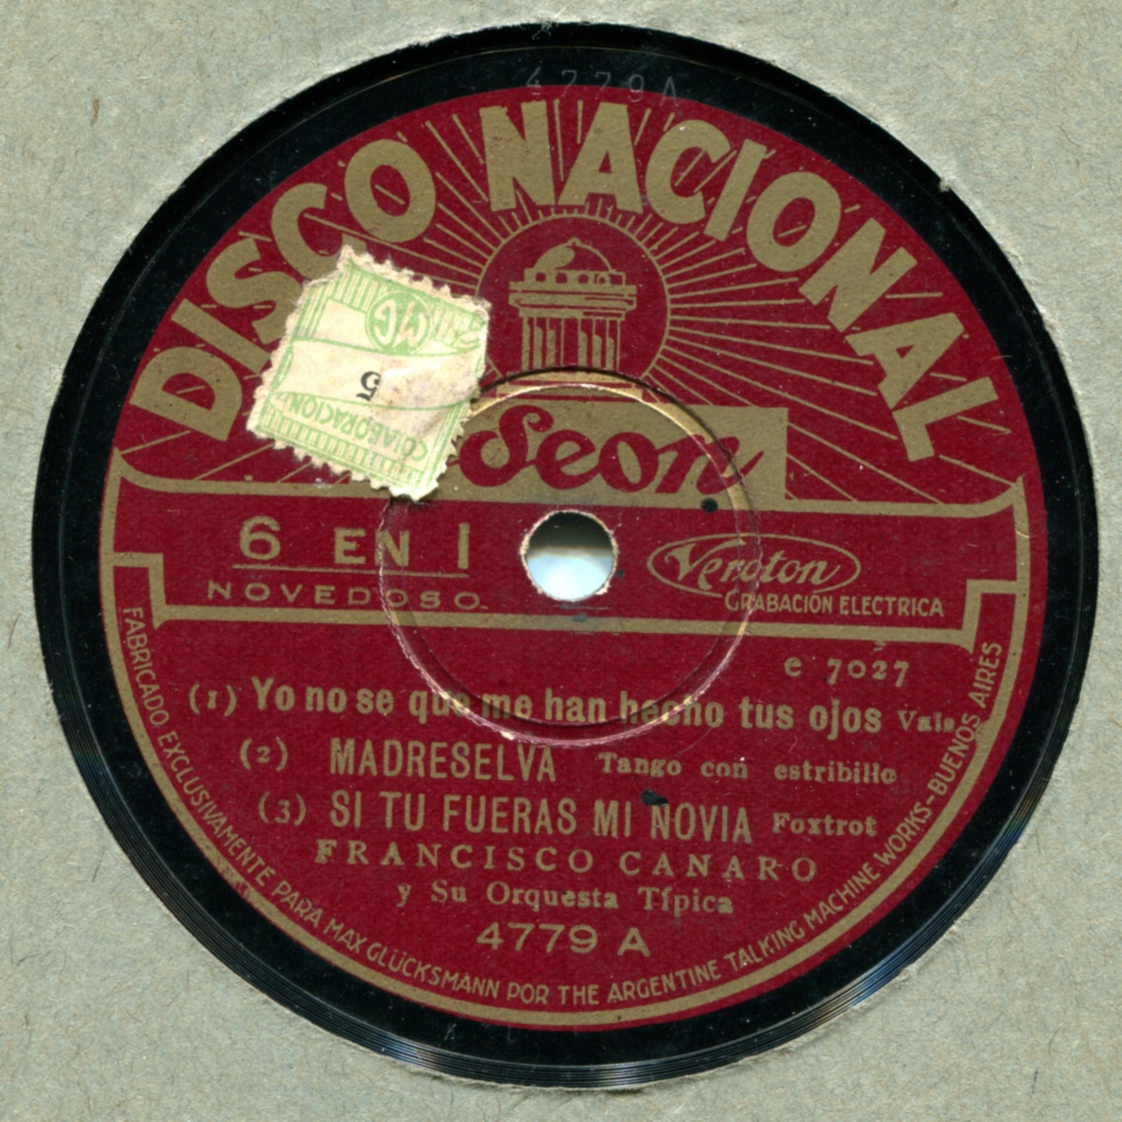 4779A
DISCO NACIONAL
Odeon
COLABORACION
5
6 EN 1
NOVEDOSO
Veroton
GRABACION ELECTRICA
e 7027
(1) Yo no se que me han hecho tus ojos Vals
(2) MADRESELVA Tango con estribillo
(3) SI TU FUERAS MI NOVIA Foxtrot
FRANCISCO CANARO
y Su Orquesta Típica
4779 A
FABRICADO EXCLUSIVAMENTE PARA MAX GLÜCKSMANN POR THE ARGENTINE TALKING MACHINE WORKS-BUENOS AIRES